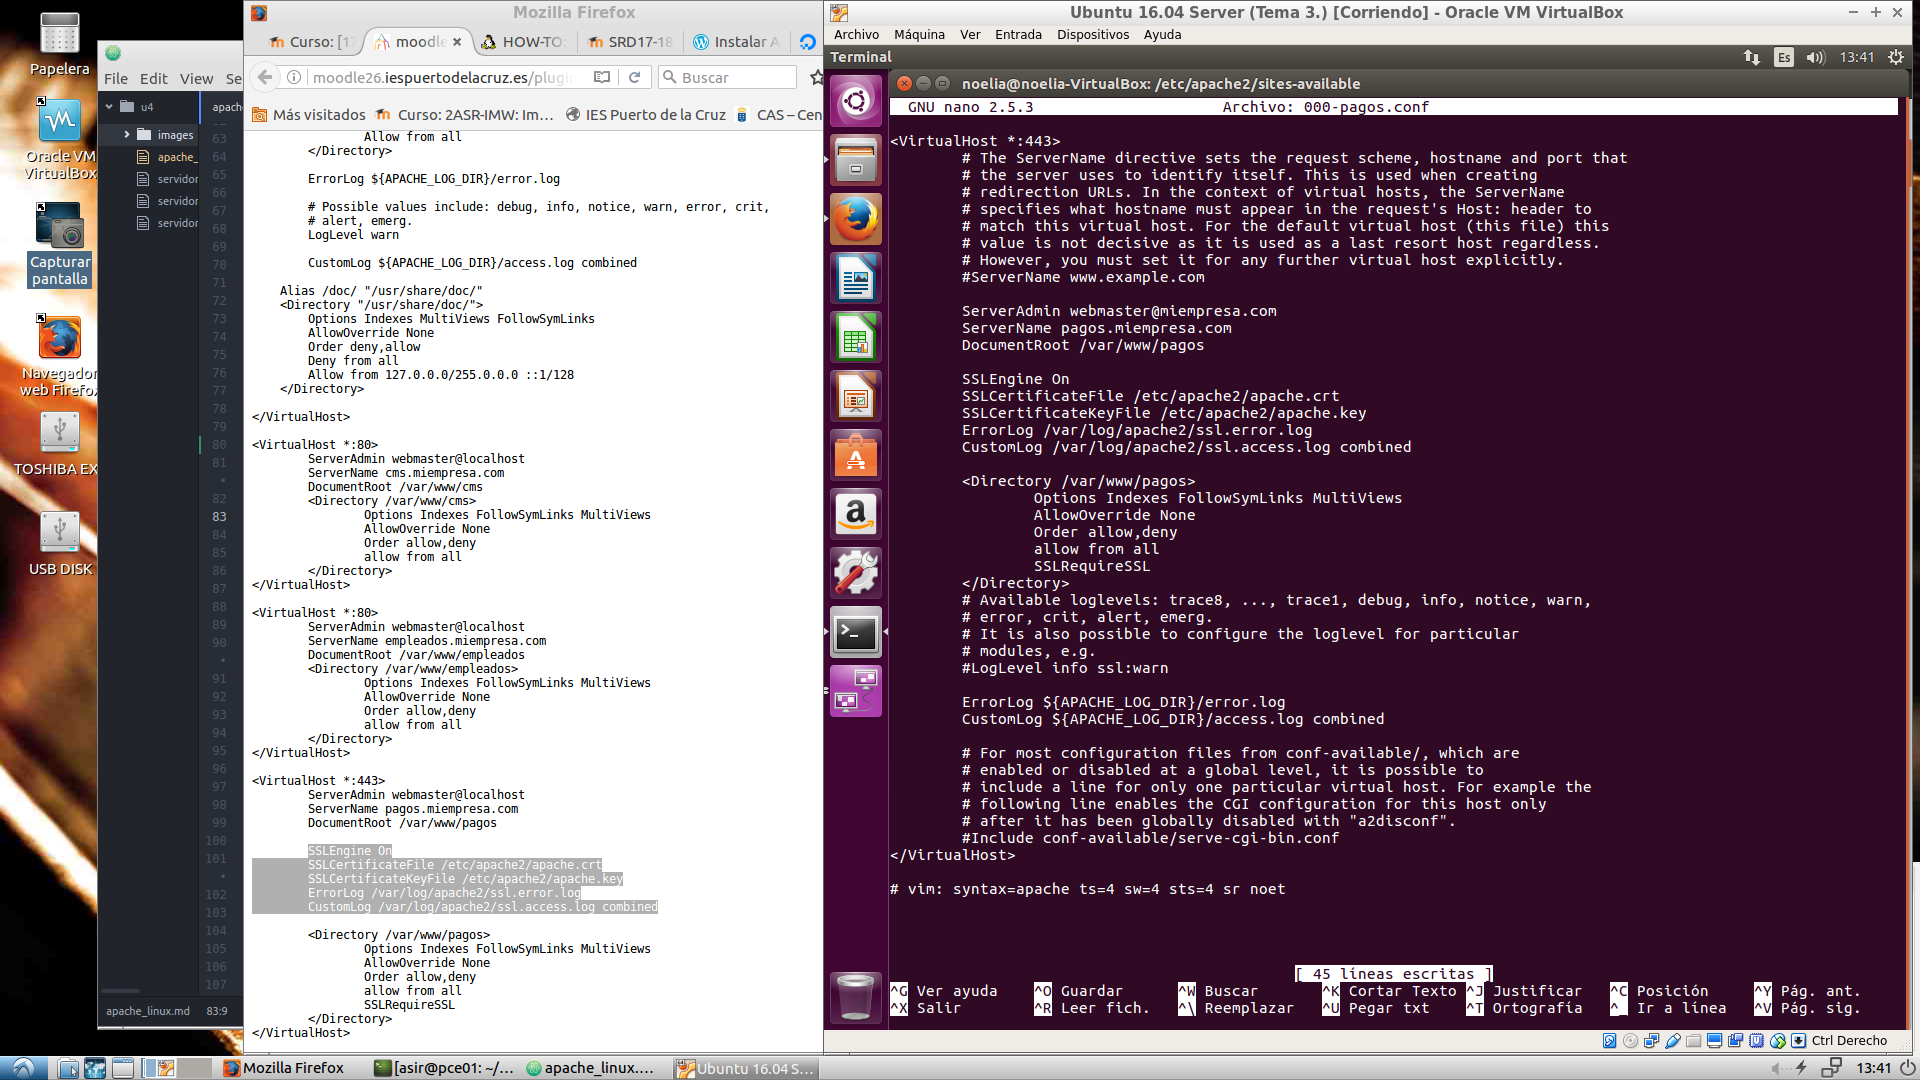 Papelera
Oracle VM
VirtualBox
Capturar
pantalla
Navegador
web Firefox
TOSHIBA EX
USB DISK
File Edit View Se
u4
images
apache_
servidor
servidor
servidor
apache
63
64
65
66
67
68
69
70
71
72
73
74
75
76
77
78
79
80
81
82
83
84
85
86
87
88
89
90
91
92
93
94
95
96
97
98
99
100
101
102
103
104
105
106
107
apache_linux.md 83:9
Mozilla Firefox
Curso: [1 moodle HOW-TO: SRD17-18 Instalar A
moodle26.iespuertodelacruz.es/plugin Buscar
Más visitados Curso: 2ASR-IMW: Im... IES Puerto de la Cruz CAS – Cen
Allow from all
</Directory>
ErrorLog ${APACHE_LOG_DIR}/error.log
# Possible values include: debug, info, notice, warn, error, crit,
# alert, emerg.
LogLevel warn
CustomLog ${APACHE_LOG_DIR}/access.log combined
Alias /doc/ "/usr/share/doc/"
<Directory "/usr/share/doc/">
Options Indexes MultiViews FollowSymLinks
AllowOverride None
Order deny,allow
Deny from all
Allow from 127.0.0.0/255.0.0.0 ::1/128
</Directory>
</VirtualHost>
<VirtualHost *:80>
ServerAdmin webmaster@localhost
ServerName cms.miempresa.com
DocumentRoot /var/www/cms
<Directory /var/www/cms>
Options Indexes FollowSymLinks MultiViews
AllowOverride None
Order allow,deny
allow from all
</Directory>
</VirtualHost>
<VirtualHost *:80>
ServerAdmin webmaster@localhost
ServerName empleados.miempresa.com
DocumentRoot /var/www/empleados
<Directory /var/www/empleados>
Options Indexes FollowSymLinks MultiViews
AllowOverride None
Order allow,deny
allow from all
</Directory>
</VirtualHost>
<VirtualHost *:443>
ServerAdmin webmaster@localhost
ServerName pagos.miempresa.com
DocumentRoot /var/www/pagos
SSLEngine On
SSLCertificateFile /etc/apache2/apache.crt
SSLCertificateKeyFile /etc/apache2/apache.key
ErrorLog /var/log/apache2/ssl.error.log
CustomLog /var/log/apache2/ssl.access.log combined
<Directory /var/www/pagos>
Options Indexes FollowSymLinks MultiViews
AllowOverride None
Order allow,deny
allow from all
SSLRequireSSL
</Directory>
</VirtualHost>
Ubuntu 16.04 Server (Tema 3.) [Corriendo] - Oracle VM VirtualBox
Archivo Máquina Ver Entrada Dispositivos Ayuda
Terminal Es 13:41
noelia@noelia-VirtualBox: /etc/apache2/sites-available
GNU nano 2.5.3 Archivo: 000-pagos.conf
<VirtualHost *:443>
# The ServerName directive sets the request scheme, hostname and port that
# the server uses to identify itself. This is used when creating
# redirection URLs. In the context of virtual hosts, the ServerName
# specifies what hostname must appear in the request's Host: header to
# match this virtual host. For the default virtual host (this file) this
# value is not decisive as it is used as a last resort host regardless.
# However, you must set it for any further virtual host explicitly.
#ServerName www.example.com
ServerAdmin webmaster@miempresa.com
ServerName pagos.miempresa.com
DocumentRoot /var/www/pagos
SSLEngine On
SSLCertificateFile /etc/apache2/apache.crt
SSLCertificateKeyFile /etc/apache2/apache.key
ErrorLog /var/log/apache2/ssl.error.log
CustomLog /var/log/apache2/ssl.access.log combined
<Directory /var/www/pagos>
Options Indexes FollowSymLinks MultiViews
AllowOverride None
Order allow,deny
allow from all
SSLRequireSSL
</Directory>
# Available loglevels: trace8, ..., trace1, debug, info, notice, warn,
# error, crit, alert, emerg.
# It is also possible to configure the loglevel for particular
# modules, e.g.
#LogLevel info ssl:warn
ErrorLog ${APACHE_LOG_DIR}/error.log
CustomLog ${APACHE_LOG_DIR}/access.log combined
# For most configuration files from conf-available/, which are
# enabled or disabled at a global level, it is possible to
# include a line for only one particular virtual host. For example the
# following line enables the CGI configuration for this host only
# after it has been globally disabled with "a2disconf".
#Include conf-available/serve-cgi-bin.conf
</VirtualHost>
# vim: syntax=apache ts=4 sw=4 sts=4 sr noet
[ 45 líneas escritas ]
^G Ver ayuda ^O Guardar ^W Buscar ^K Cortar Texto ^J Justificar ^C Posición ^Y Pág. ant.
^X Salir ^R Leer fich. ^\ Reemplazar ^U Pegar txt ^T Ortografía ^_ Ir a línea ^V Pág. sig.
Ctrl Derecho
Mozilla Firefox [asir@pce01: ~/... apache_linux.... Ubuntu 16.04 S... 13:41